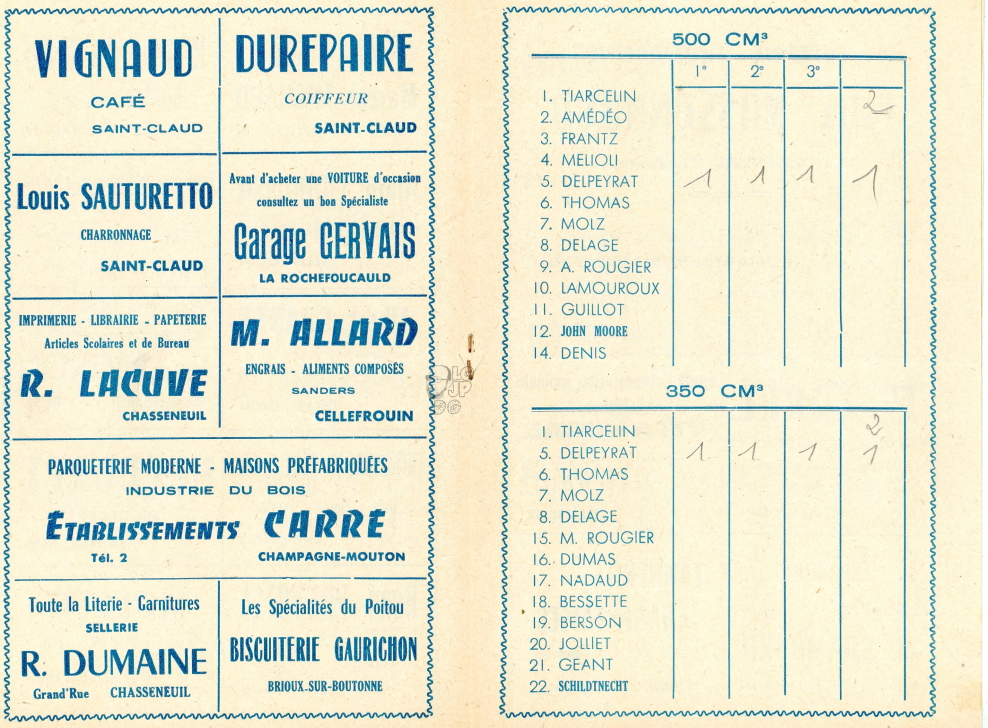 VIGNAUD
CAFÉ
SAINT-CLAUD
DUREPAIRE
COIFFEUR
SAINT-CLAUD
Louis SAUTURETTO
CHARRONNAGE
SAINT-CLAUD
Avant d'acheter une VOITURE d'occasion
consultez un bon Spécialiste
Garage GERVAIS
LA ROCHEFOUCAULD
IMPRIMERIE - LIBRAIRIE - PAPETERIE
Articles Scolaires et de Bureau
R. LACUVE
CHASSENEUIL
M. ALLARD
ENGRAIS - ALIMENTS COMPOSÉS
SANDERS
CELLEFROUIN
PARQUETERIE MODERNE - MAISONS PRÉFABRIQUÉES
INDUSTRIE DU BOIS
ÉTABLISSEMENTS CARRÉ
Tél. 2 CHAMPAGNE-MOUTON
Toute la Literie - Garnitures
SELLERIE
R. DUMAINE
Grand'Rue CHASSENEUIL
Les Spécialités du Poitou
BISCUITERIE GAURICHON
BRIOUX-SUR-BOUTONNE
500 CM³
1° 2° 3°
1. TIARCELIN 2
2. AMÉDÉO
3. FRANTZ
4. MELIOLI
5. DELPEYRAT 1 1 1 1
6. THOMAS
7. MOLZ
8. DELAGE
9. A. ROUGIER
10. LAMOUROUX
11. GUILLOT
12. JOHN MOORE
14. DENIS
350 CM³
1. TIARCELIN 2
5. DELPEYRAT 1 1 1 1
6. THOMAS
7. MOLZ
8. DELAGE
15. M. ROUGIER
16. DUMAS
17. NADAUD
18. BESSETTE
19. BERSÔN
20. JOLLIET
21. GEANT
22. SCHILDTNECHT